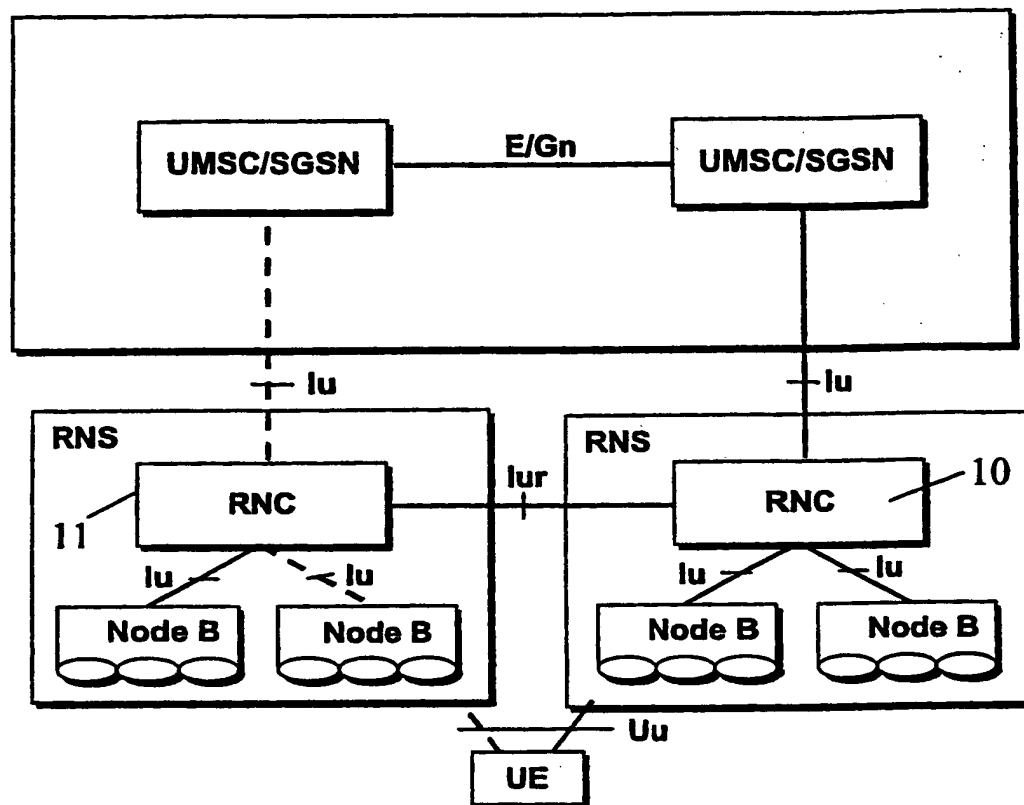 UMSC/SGSN
E/Gn
UMSC/SGSN
Iu
Iu
RNS
RNS
RNC
Iur
RNC
10
11
Iu
Iu
Iu
Iu
Node B
Node B
Node B
Node B
Uu
UE